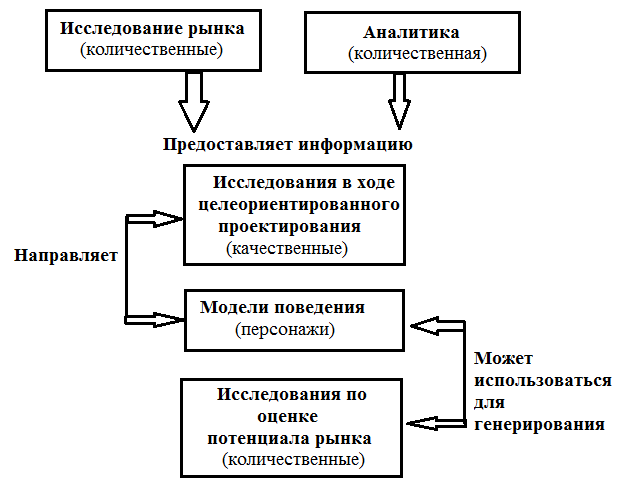 Исследование рынка
(количественные)
Аналитика
(количественная)
Предоставляет информацию
Исследования в ходе
целеориентированного
проектирования
(качественные)
Направляет
Модели поведения
(персонажи)
Может
использоваться
для
генерирования
Исследования по
оценке
потенциала рынка
(количественные)